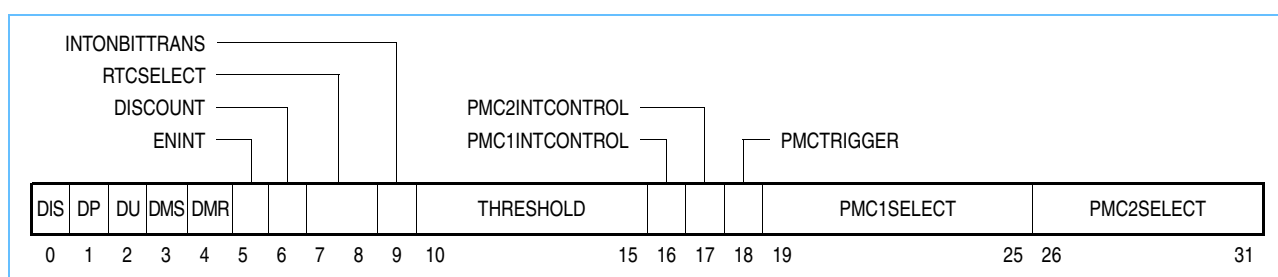 INTONBITTRANS
RTCSELECT
DISCOUNT PMC2INTCONTROL
ENINT PMC1INTCONTROL PMCTRIGGER
DIS DP DU DMS DMR THRESHOLD PMC1SELECT PMC2SELECT
0 1 2 3 4 5 6 7 8 9 10 15 16 17 18 19 25 26 31